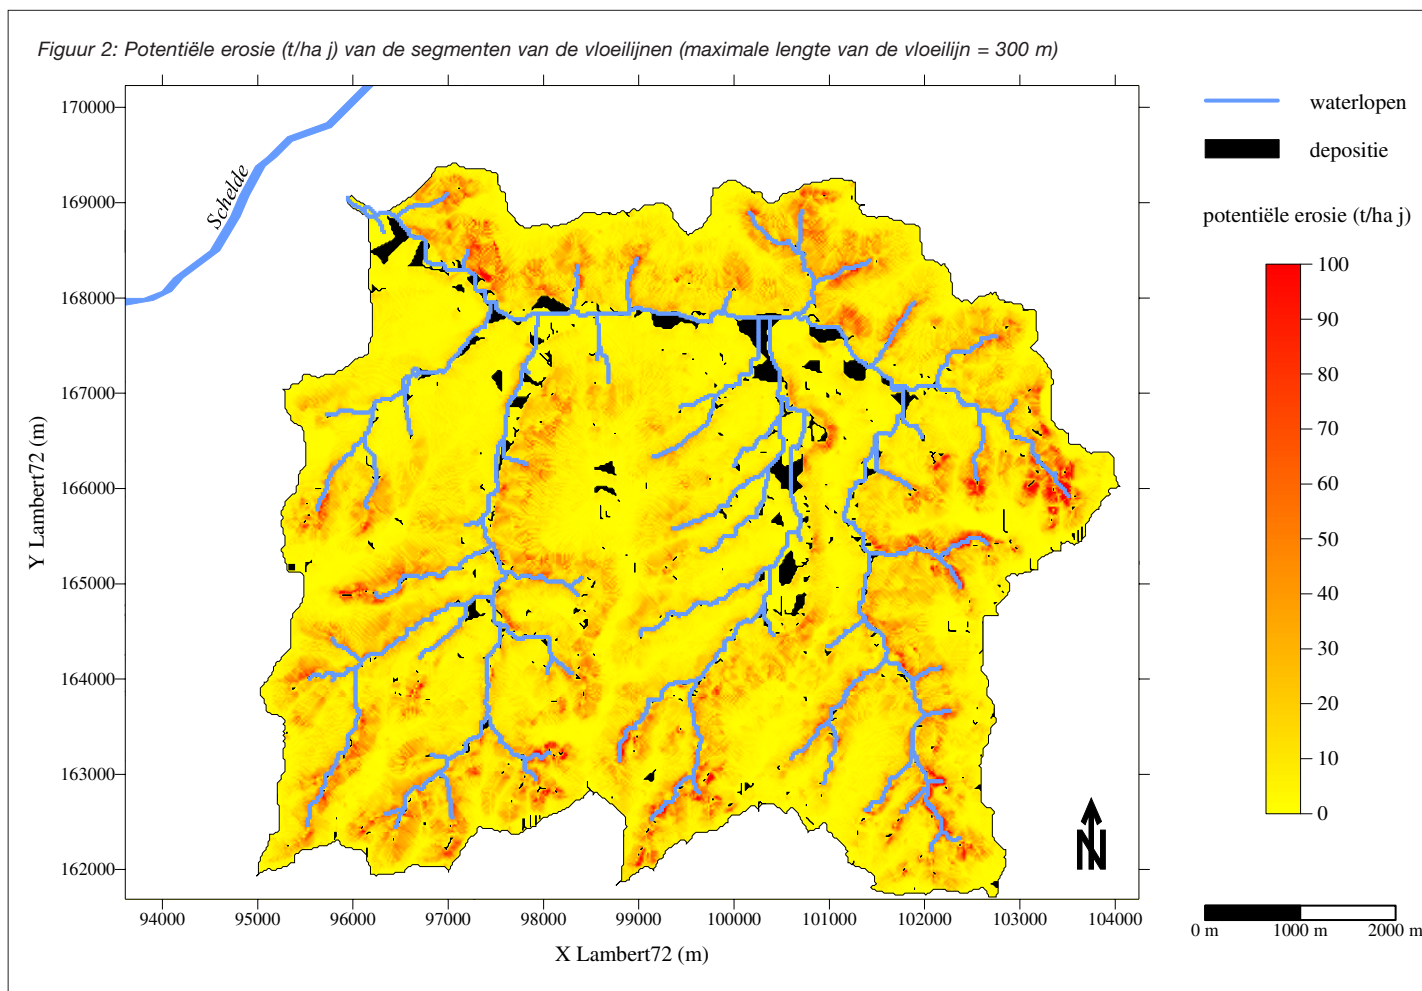 Figuur 2: Potentiële erosie (t/ha j) van de segmenten van de vloeilijnen (maximale lengte van de vloeilijn = 300 m)
170000
169000
168000
167000
166000
165000
164000
163000
162000
Y Lambert72 (m)
Schelde
94000 95000 96000 97000 98000 99000 100000 101000 102000 103000 104000
X Lambert72 (m)
N
waterlopen
depositie
potentiële erosie (t/ha j)
100
90
80
70
60
50
40
30
20
10
0
0 m 1000 m 2000 m